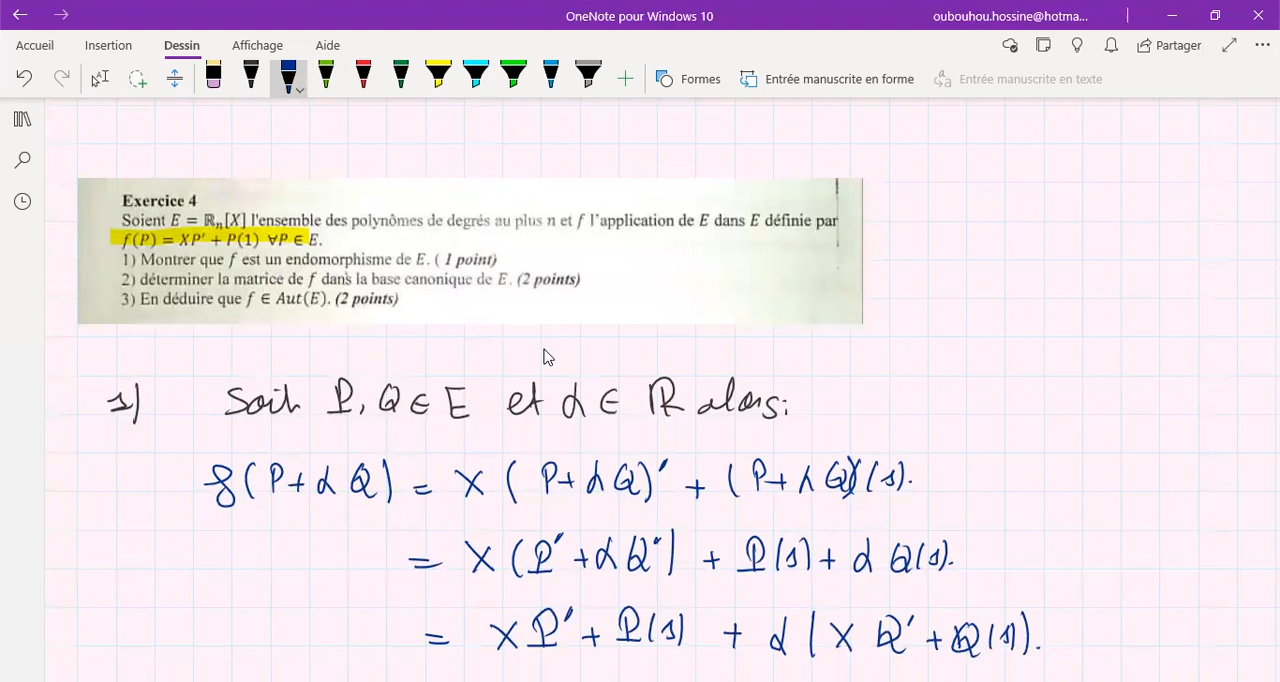 OneNote pour Windows 10
oubouhou.hossine@hotma...
Accueil Insertion Dessin Affichage Aide
Partager
Formes Entrée manuscrite en forme Entrée manuscrite en texte
Exercice 4
Soient E = ℝₙ[X] l'ensemble des polynômes de degrés au plus n et f l'application de E dans E définie par
f(P) = XP' + P(1) ∀P ∈ E.
1) Montrer que f est un endomorphisme de E. ( 1 point)
2) déterminer la matrice de f dans la base canonique de E. (2 points)
3) En déduire que f ∈ Aut(E). (2 points)
1) Soit P, Q ∈ E et α ∈ ℝ alors:
f(P+αQ) = X(P+αQ)' + (P+αQ)(1).
= X(P'+αQ') + P(1) + αQ(1).
= XP' + P(1) + α(XQ' + Q(1)).